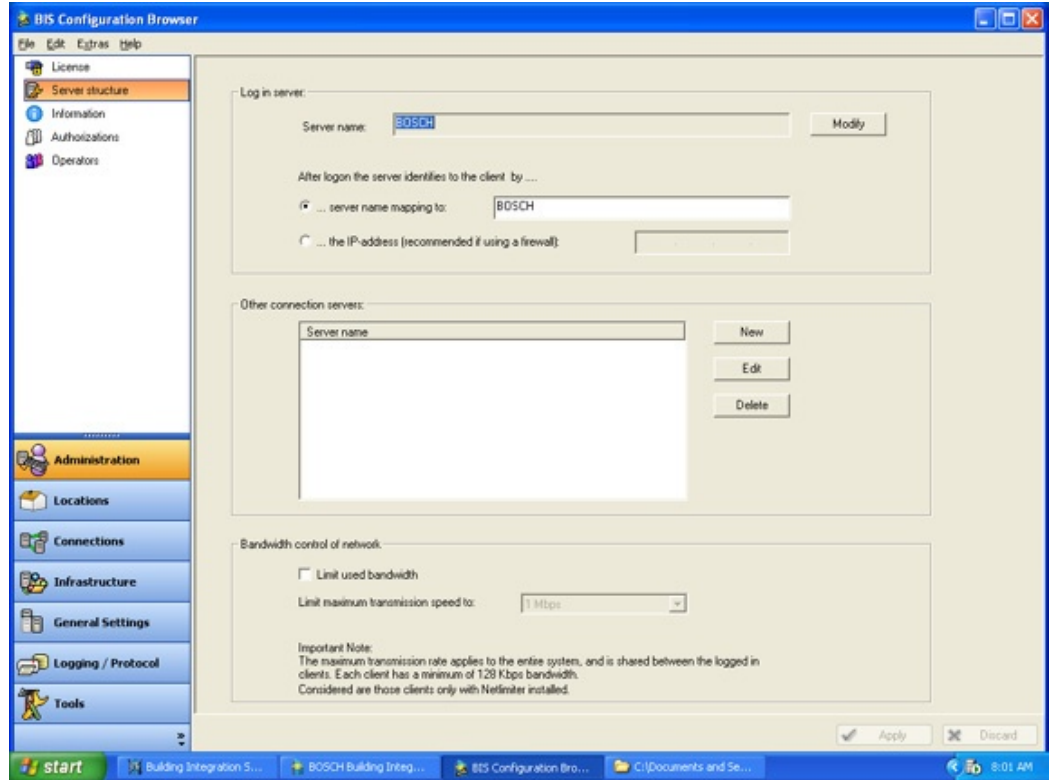 BIS Configuration Browser
File Edit Extras Help
License
Server structure
Information
Authorizations
Operators
Administration
Locations
Connections
Infrastructure
General Settings
Logging / Protocol
Tools
Log in server:
Server name: BOSCH Modify
After logon the server identifies to the client by ....
... server name mapping to: BOSCH
... the IP-address (recommended if using a firewall):
Other connection servers:
Server name
New
Edit
Delete
Bandwidth control of network
Limit used bandwidth
Limit maximum transmission speed to: 1 Mbps
Important Note:
The maximum transmission rate applies to the entire system, and is shared between the logged in
clients. Each client has a minimum of 128 Kbps bandwidth.
Considered are those clients only with Netlimiter installed.
Apply Discard
start Building Integration S... BOSCH Building Integ... BIS Configuration Bro... C:\Documents and Se... 8:01 AM